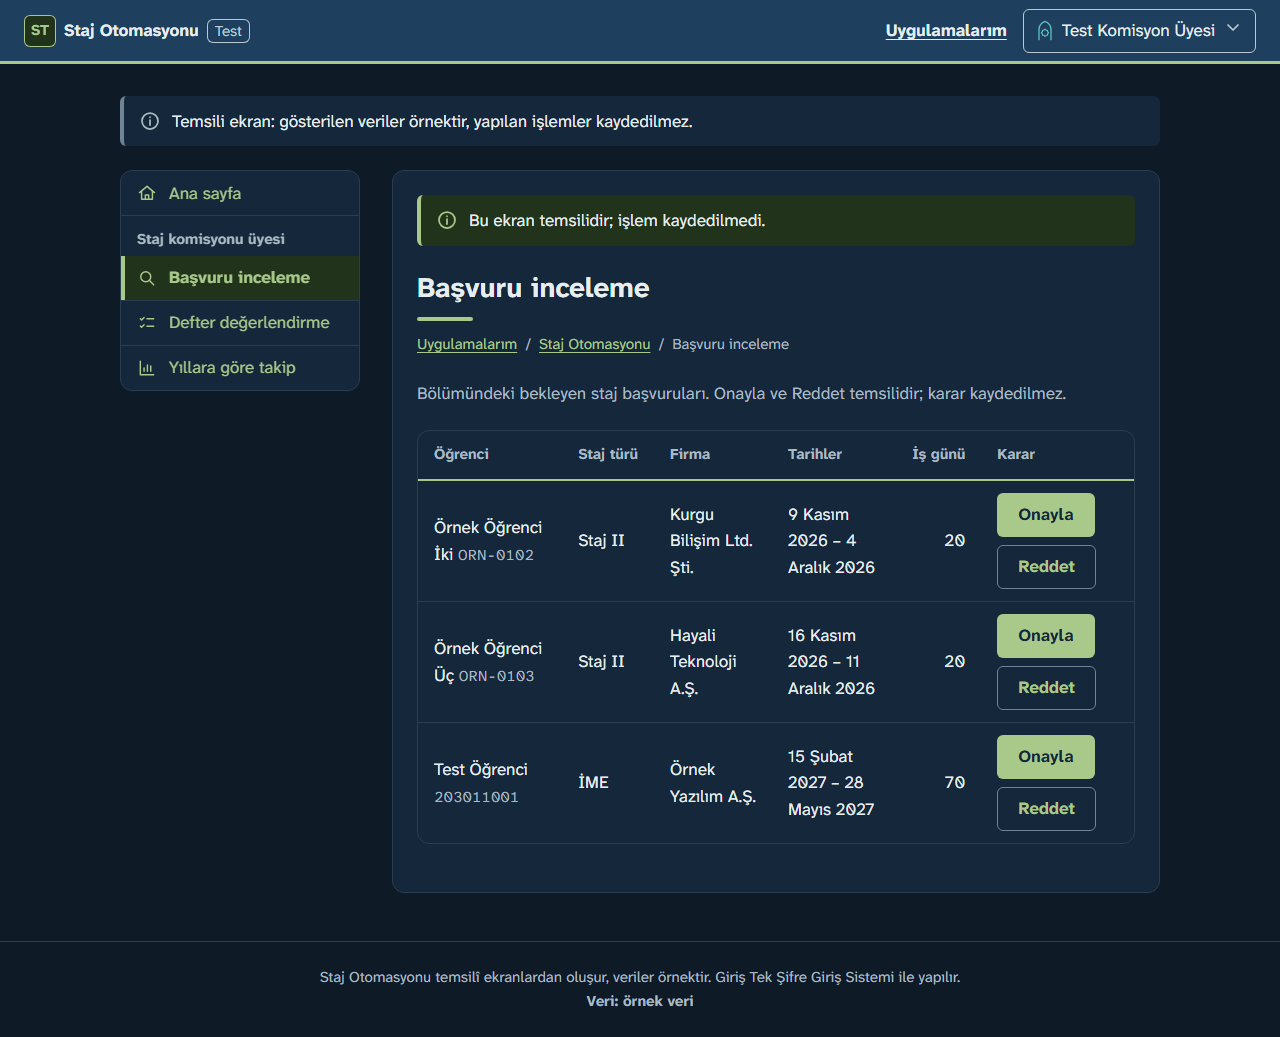 ST Staj Otomasyonu Test
Uygulamalarım
Test Komisyon Üyesi
Temsili ekran: gösterilen veriler örnektir, yapılan işlemler kaydedilmez.
Ana sayfa
Staj komisyonu üyesi
Başvuru inceleme
Defter değerlendirme
Yıllara göre takip
Bu ekran temsilidir; işlem kaydedilmedi.
Başvuru inceleme
Uygulamalarım / Staj Otomasyonu / Başvuru inceleme
Bölümündeki bekleyen staj başvuruları. Onayla ve Reddet temsilidir; karar kaydedilmez.
Öğrenci Staj türü Firma Tarihler İş günü Karar
Örnek Öğrenci
İki ORN-0102
Staj II
Kurgu
Bilişim Ltd.
Şti.
9 Kasım
2026 – 4
Aralık 2026
20
Onayla
Reddet
Örnek Öğrenci
Üç ORN-0103
Staj II
Hayali
Teknoloji
A.Ş.
16 Kasım
2026 – 11
Aralık 2026
20
Onayla
Reddet
Test Öğrenci
203011001
İME
Örnek
Yazılım A.Ş.
15 Şubat
2027 – 28
Mayıs 2027
70
Onayla
Reddet
Staj Otomasyonu temsilî ekranlardan oluşur, veriler örnektir. Giriş Tek Şifre Giriş Sistemi ile yapılır.
Veri: örnek veri